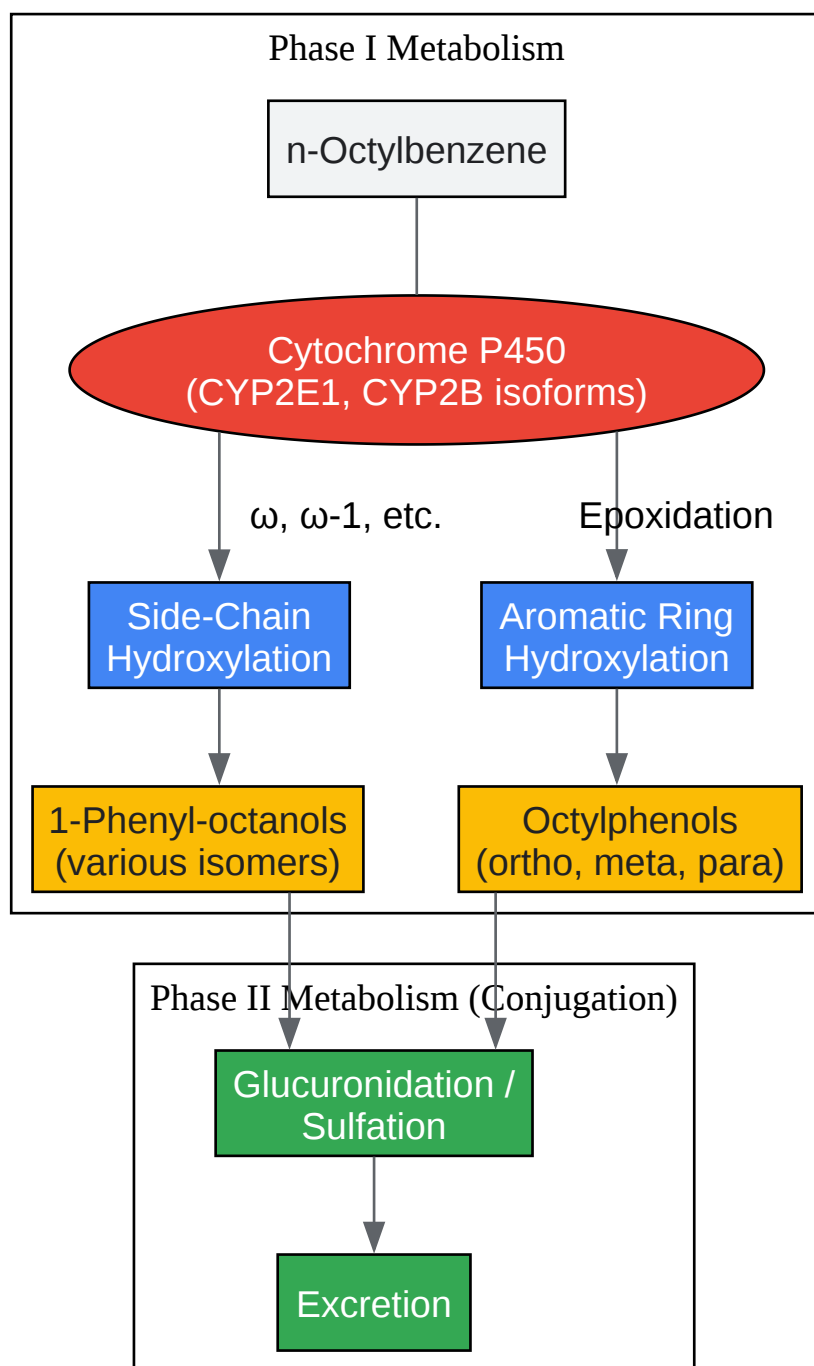 Phase I Metabolism
n-Octylbenzene
Cytochrome P450
(CYP2E1, CYP2B isoforms)
ω, ω-1, etc.
Epoxidation
Side-Chain
Hydroxylation
Aromatic Ring
Hydroxylation
1-Phenyl-octanols
(various isomers)
Octylphenols
(ortho, meta, para)
Phase II Metabolism (Conjugation)
Glucuronidation /
Sulfation
Excretion